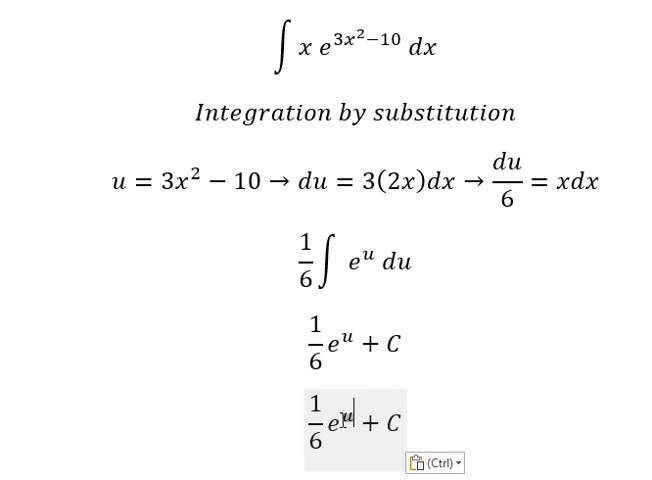 ∫ x e^{3x²−10} dx
Integration by substitution
u = 3x² − 10 → du = 3(2x)dx → du/6 = xdx
1/6 ∫ e^u du
1/6 e^u + C
1/6 e^u + C
(Ctrl)